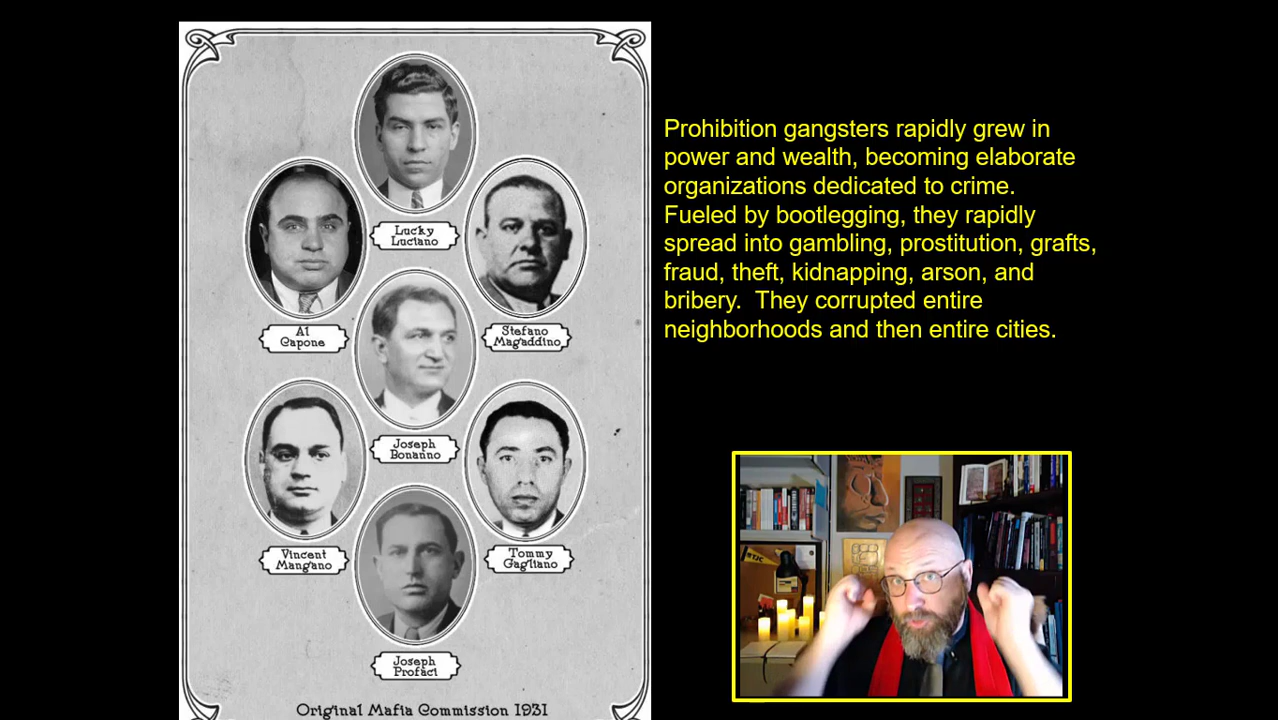 Lucky
Luciano
Al
Capone
Stefano
Magaddino
Joseph
Bonanno
Vincent
Mangano
Tommy
Gagliano
Joseph
Profaci
Original Mafia Commission 1931
Prohibition gangsters rapidly grew in
power and wealth, becoming elaborate
organizations dedicated to crime.
Fueled by bootlegging, they rapidly
spread into gambling, prostitution, grafts,
fraud, theft, kidnapping, arson, and
bribery.  They corrupted entire
neighborhoods and then entire cities.